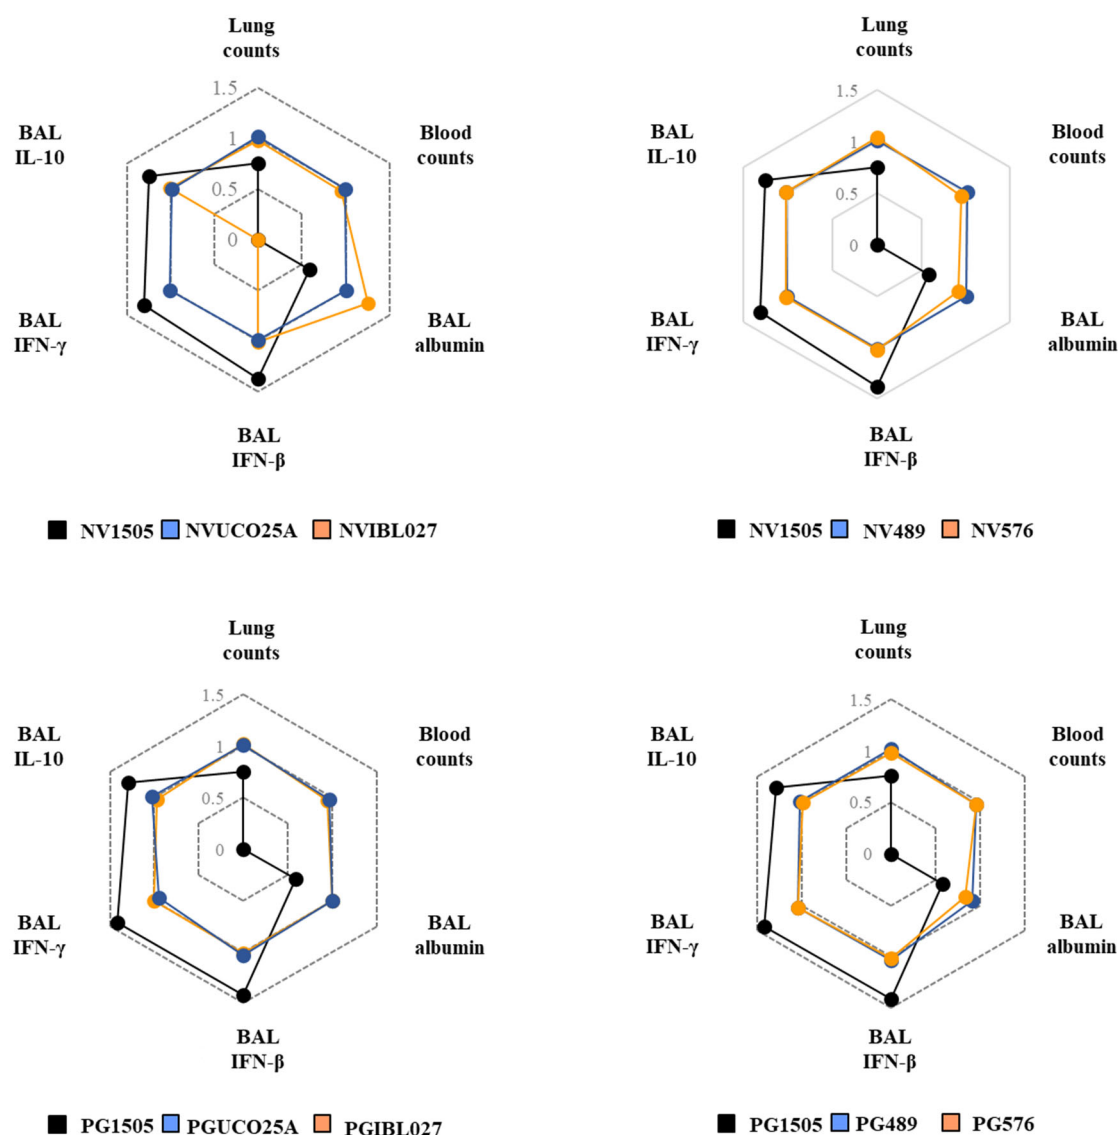 Lung
counts
1.5
BAL
IL-10
1
Blood
counts
0.5
0
BAL
IFN-γ
BAL
albumin
BAL
IFN-β
NV1505 NVUCO25A NVIBL027
Lung
counts
1.5
BAL
IL-10
1
Blood
counts
0.5
0
BAL
IFN-γ
BAL
albumin
BAL
IFN-β
NV1505 NV489 NV576
Lung
counts
1.5
BAL
IL-10
1
Blood
counts
0.5
0
BAL
IFN-γ
BAL
albumin
BAL
IFN-β
PG1505 PGUCO25A PGIBL027
Lung
counts
1.5
BAL
IL-10
1
Blood
counts
0.5
0
BAL
IFN-γ
BAL
albumin
BAL
IFN-β
PG1505 PG489 PG576